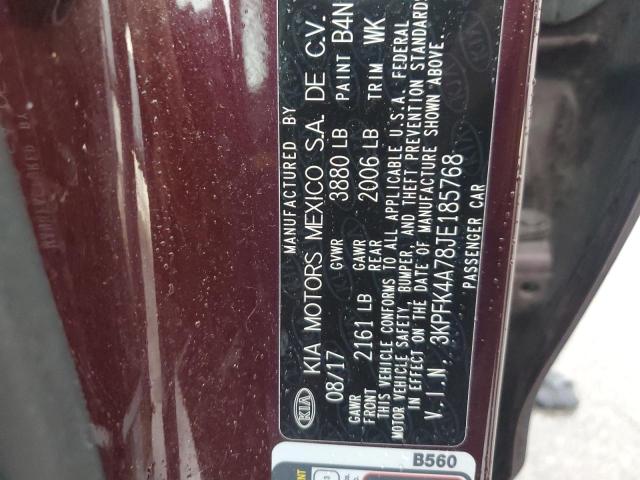 MANUFACTURED BY
KIA KIA MOTORS MEXICO S.A. DE C.V.
08/17 GVWR 3880 LB PAINT B4N
GAWR FRONT 2161 LB GAWR REAR 2006 LB TRIM WK
THIS VEHICLE CONFORMS TO ALL APPLICABLE U.S.A. FEDERAL
MOTOR VEHICLE SAFETY, BUMPER, AND THEFT PREVENTION STANDARDS
IN EFFECT ON THE DATE OF MANUFACTURE SHOWN ABOVE.
V.I.N. 3KPFK4A78JE185768
PASSENGER CAR
B560